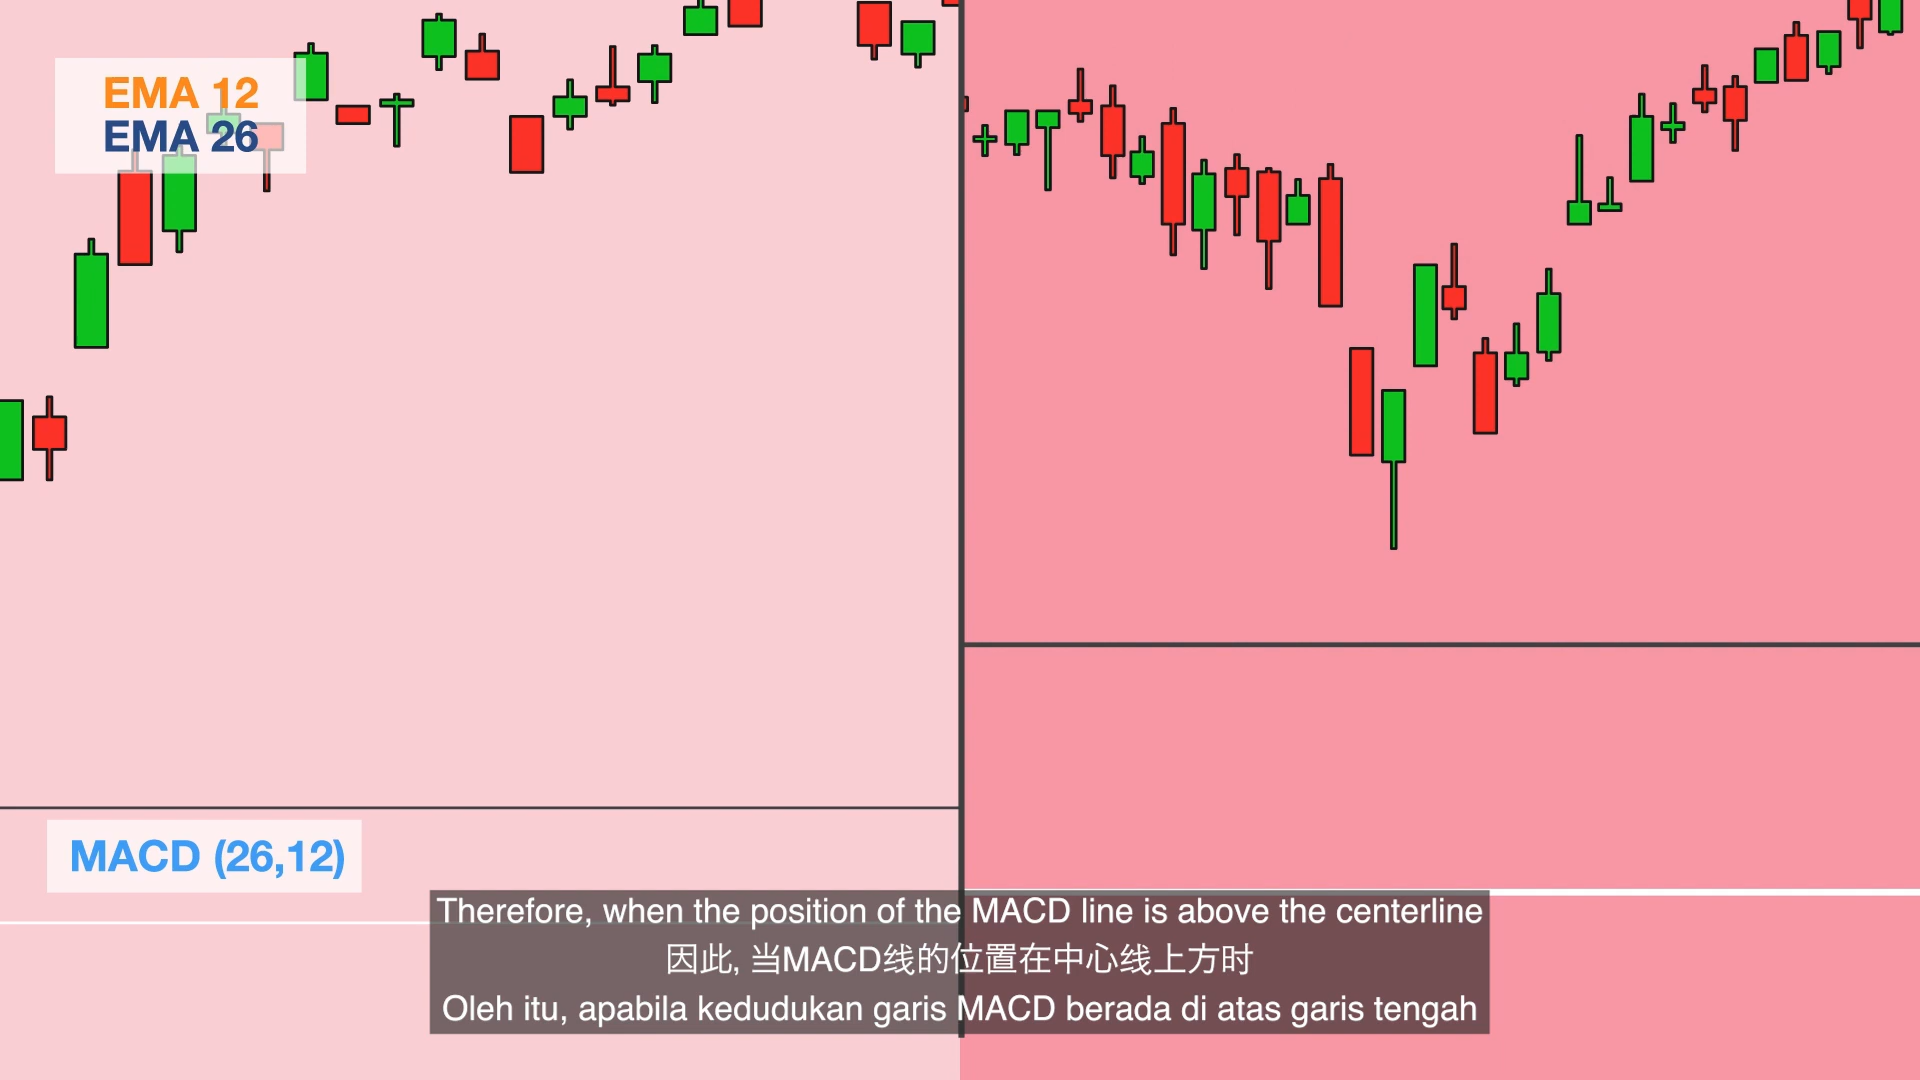 EMA 12
EMA 26
MACD (26,12)
Therefore, when the position of the MACD line is above the centerline
因此, 当MACD线的位置在中心线上方时
Oleh itu, apabila kedudukan garis MACD berada di atas garis tengah